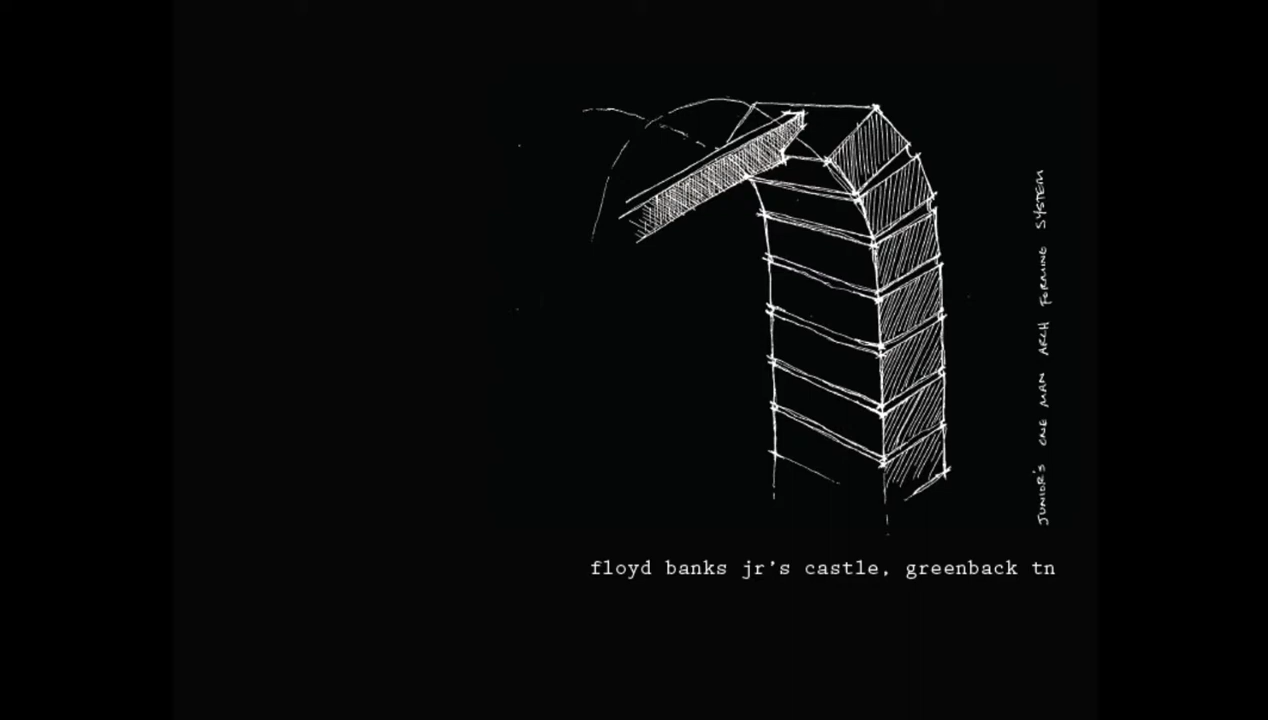 JUNIOR'S ONE MAN ARCH FORMING SYSTEM
floyd banks jr's castle, greenback tn